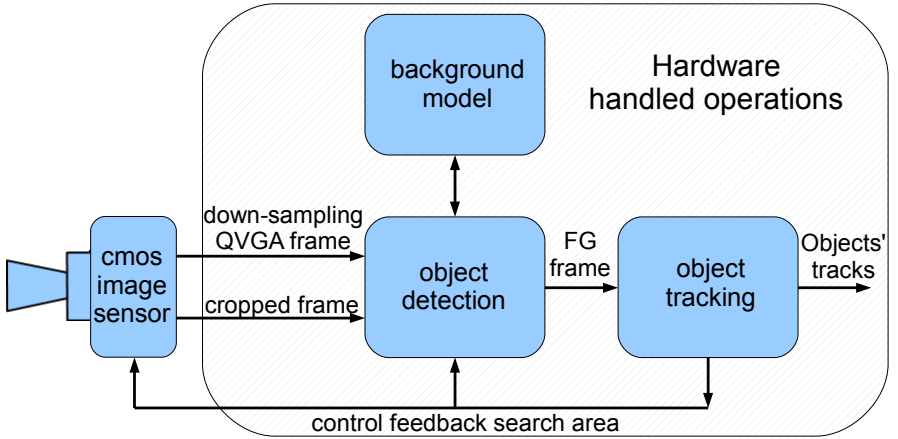 background
model
Hardware
handled operations
down-sampling
QVGA frame
cmos
image
sensor
cropped frame
object
detection
FG
frame
object
tracking
Objects'
tracks
control feedback search area